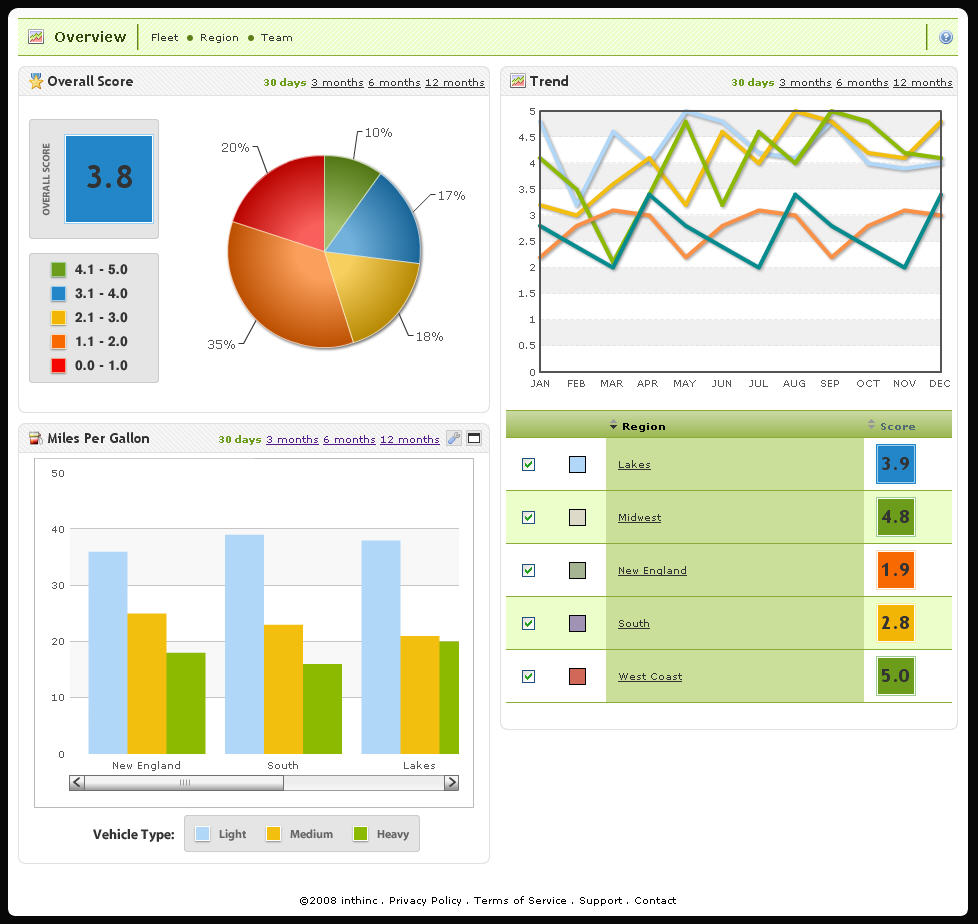 Overview Fleet ● Region ● Team
Overall Score 30 days 3 months 6 months 12 months
OVERALL SCORE
3.8
4.1 - 5.0
3.1 - 4.0
2.1 - 3.0
1.1 - 2.0
0.0 - 1.0
10%
20%
17%
18%
35%
Miles Per Gallon 30 days 3 months 6 months 12 months
50
40
30
20
10
0
New England South Lakes
Vehicle Type: Light Medium Heavy
Trend 30 days 3 months 6 months 12 months
5
4.5
4
3.5
3
2.5
2
1.5
1
0.5
0
JAN FEB MAR APR MAY JUN JUL AUG SEP OCT NOV DEC
Region Score
Lakes 3.9
Midwest 4.8
New England 1.9
South 2.8
West Coast 5.0
©2008 inthinc . Privacy Policy . Terms of Service . Support . Contact